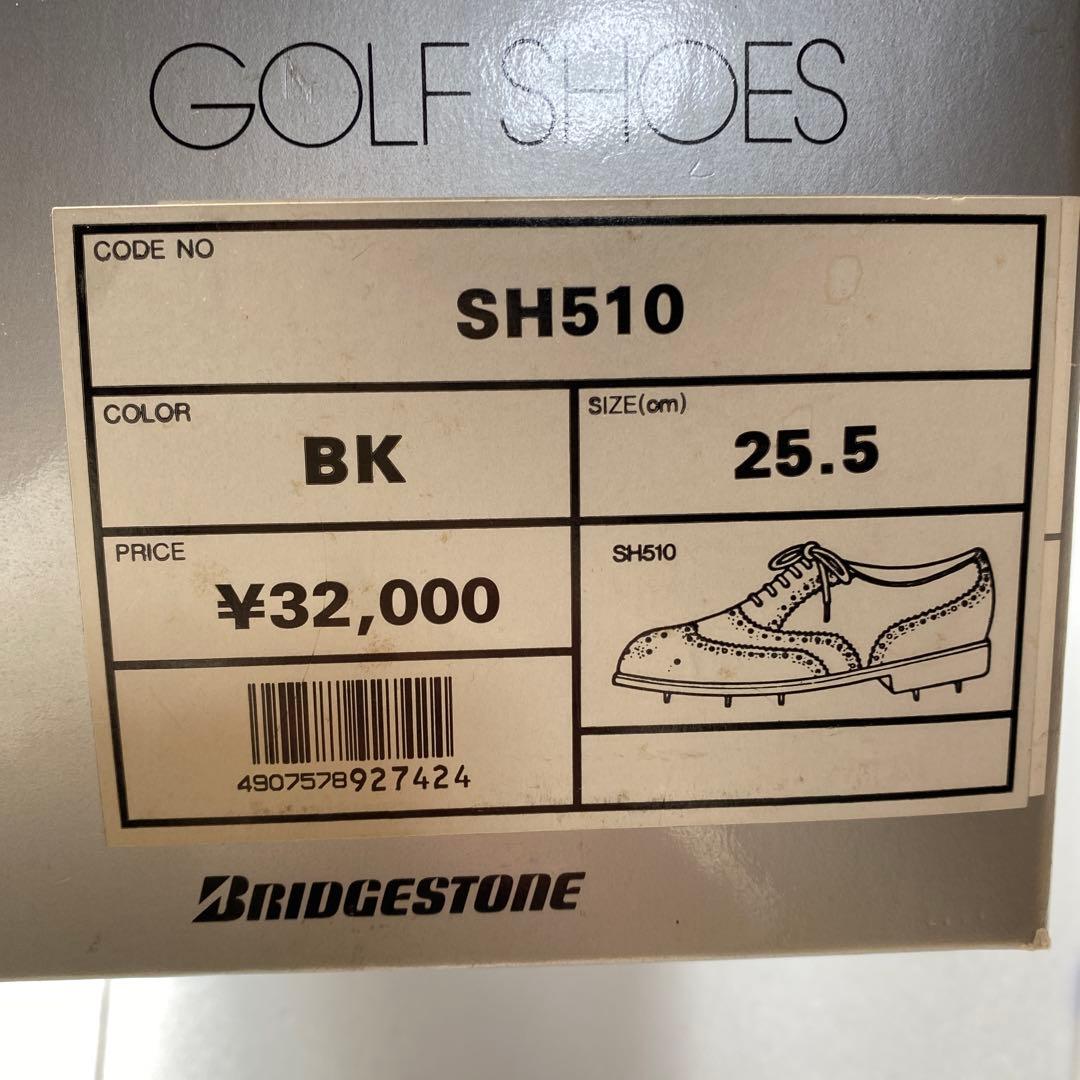 GOLF SHOES
CODE NO
SH510
COLOR
BK
SIZE(cm)
25.5
PRICE
¥32,000
SH510
4907578927424
BRIDGESTONE